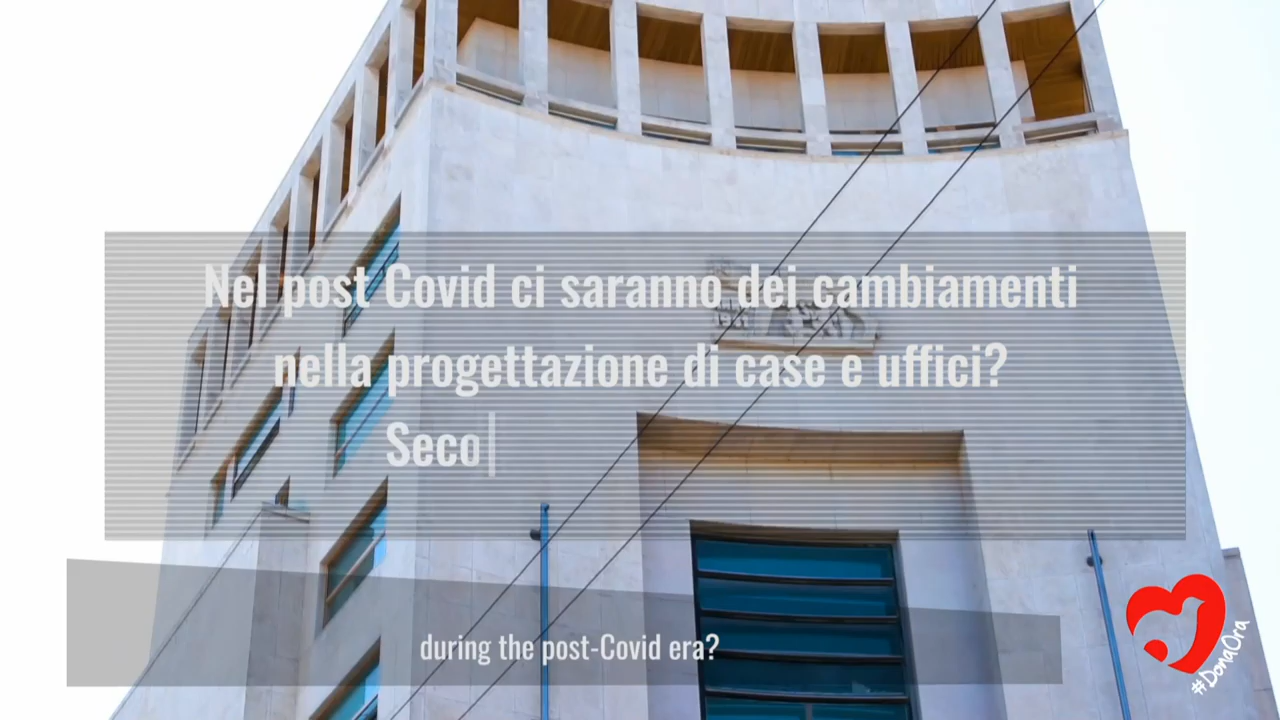 Nel post Covid ci saranno dei cambiamenti
nella progettazione di case e uffici?
Seco
during the post-Covid era?
#DonaOra